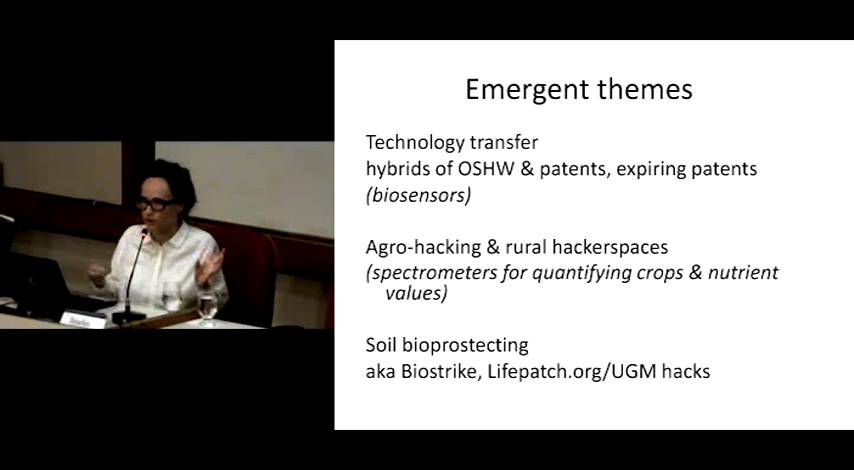 Emergent themes
Technology transfer
hybrids of OSHW & patents, expiring patents
(biosensors)
Agro-hacking & rural hackerspaces
(spectrometers for quantifying crops & nutrient
values)
Soil bioprostecting
aka Biostrike, Lifepatch.org/UGM hacks